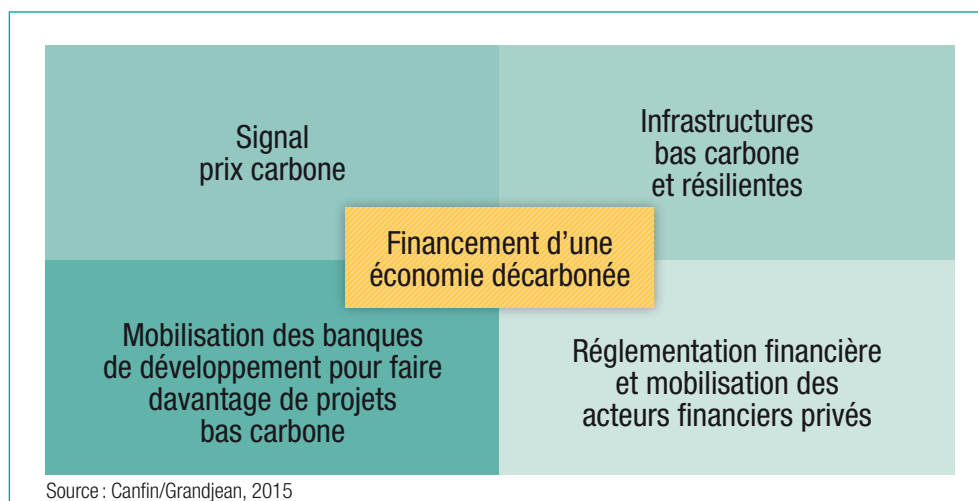 Signal
prix carbone
Infrastructures
bas carbone
et résilientes
Financement d'une
économie décarbonée
Mobilisation des banques
de développement pour faire
davantage de projets
bas carbone
Réglementation financière
et mobilisation des
acteurs financiers privés
Source : Canfin/Grandjean, 2015